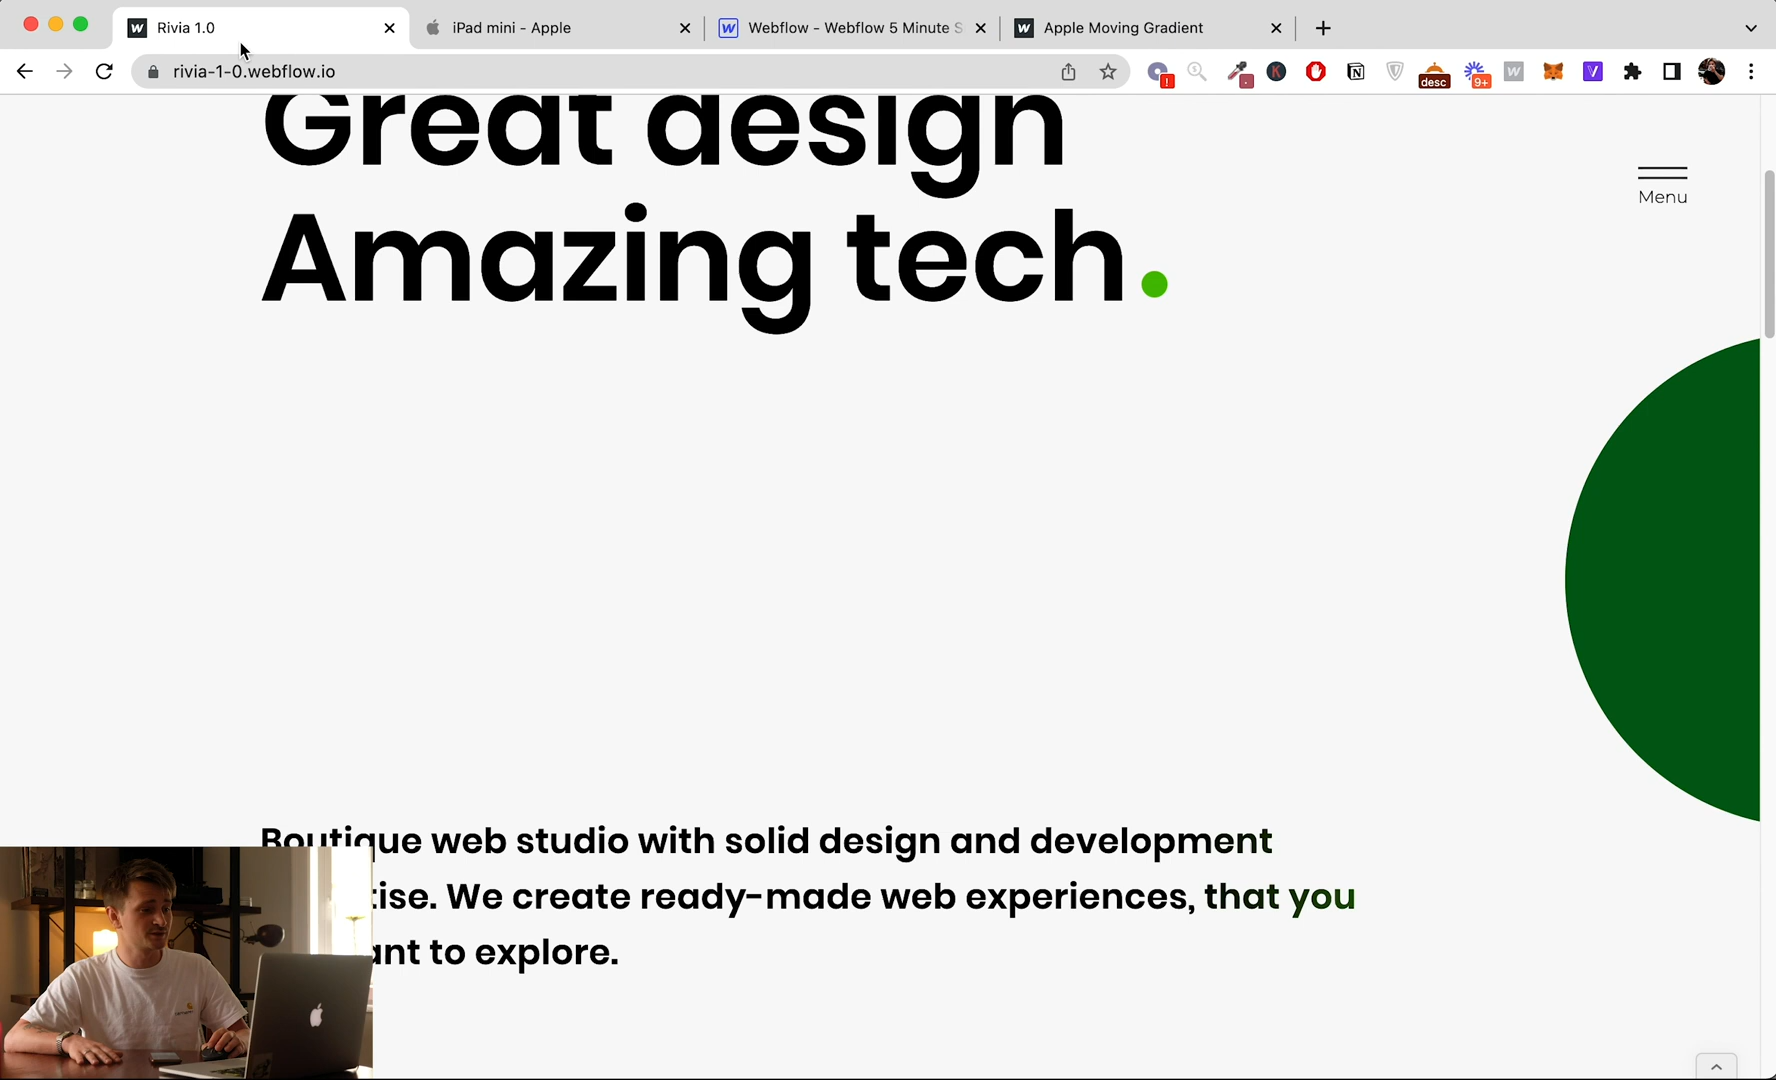 Rivia 1.0
iPad mini - Apple
Webflow - Webflow 5 Minute S
Apple Moving Gradient
rivia-1-0.webflow.io
desc
9+
Great design
Amazing tech.
Menu
Boutique web studio with solid design and development
tise. We create ready-made web experiences, that you
ant to explore.